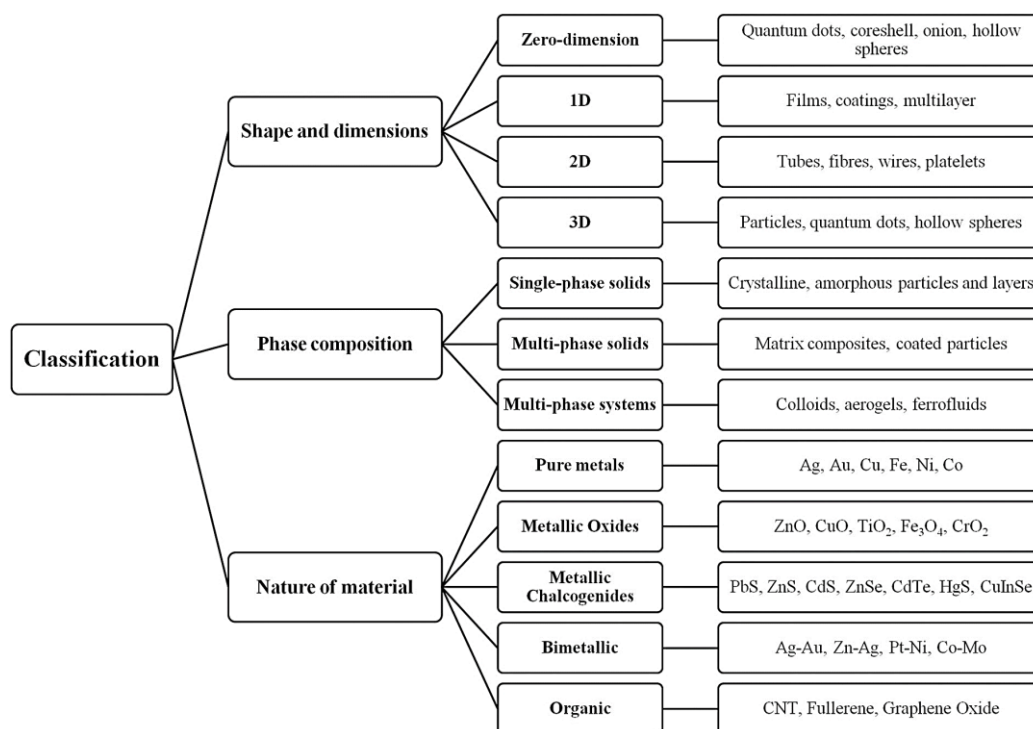 Classification
Shape and dimensions
Zero-dimension
Quantum dots, coreshell, onion, hollow
spheres
1D
Films, coatings, multilayer
2D
Tubes, fibres, wires, platelets
3D
Particles, quantum dots, hollow spheres
Phase composition
Single-phase solids
Crystalline, amorphous particles and layers
Multi-phase solids
Matrix composites, coated particles
Multi-phase systems
Colloids, aerogels, ferrofluids
Nature of material
Pure metals
Ag, Au, Cu, Fe, Ni, Co
Metallic Oxides
ZnO, CuO, TiO₂, Fe₃O₄, CrO₂
Metallic
Chalcogenides
PbS, ZnS, CdS, ZnSe, CdTe, HgS, CuInSe
Bimetallic
Ag-Au, Zn-Ag, Pt-Ni, Co-Mo
Organic
CNT, Fullerene, Graphene Oxide